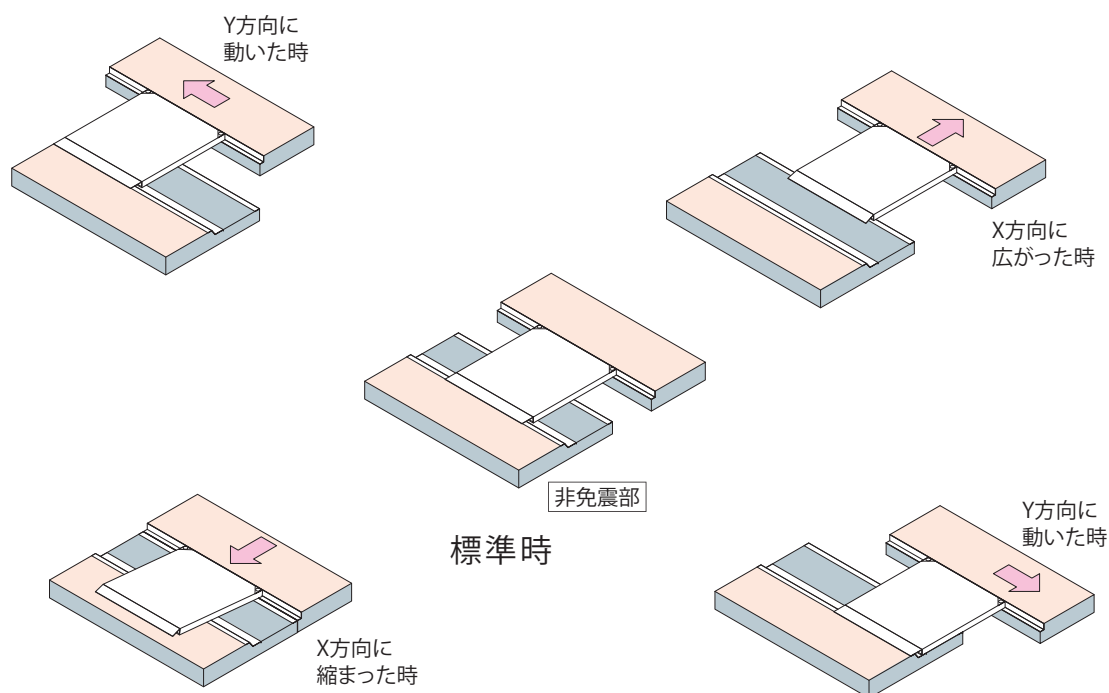 Y方向に
動いた時
X方向に
広がった時
非免震部
標準時
X方向に
縮まった時
Y方向に
動いた時